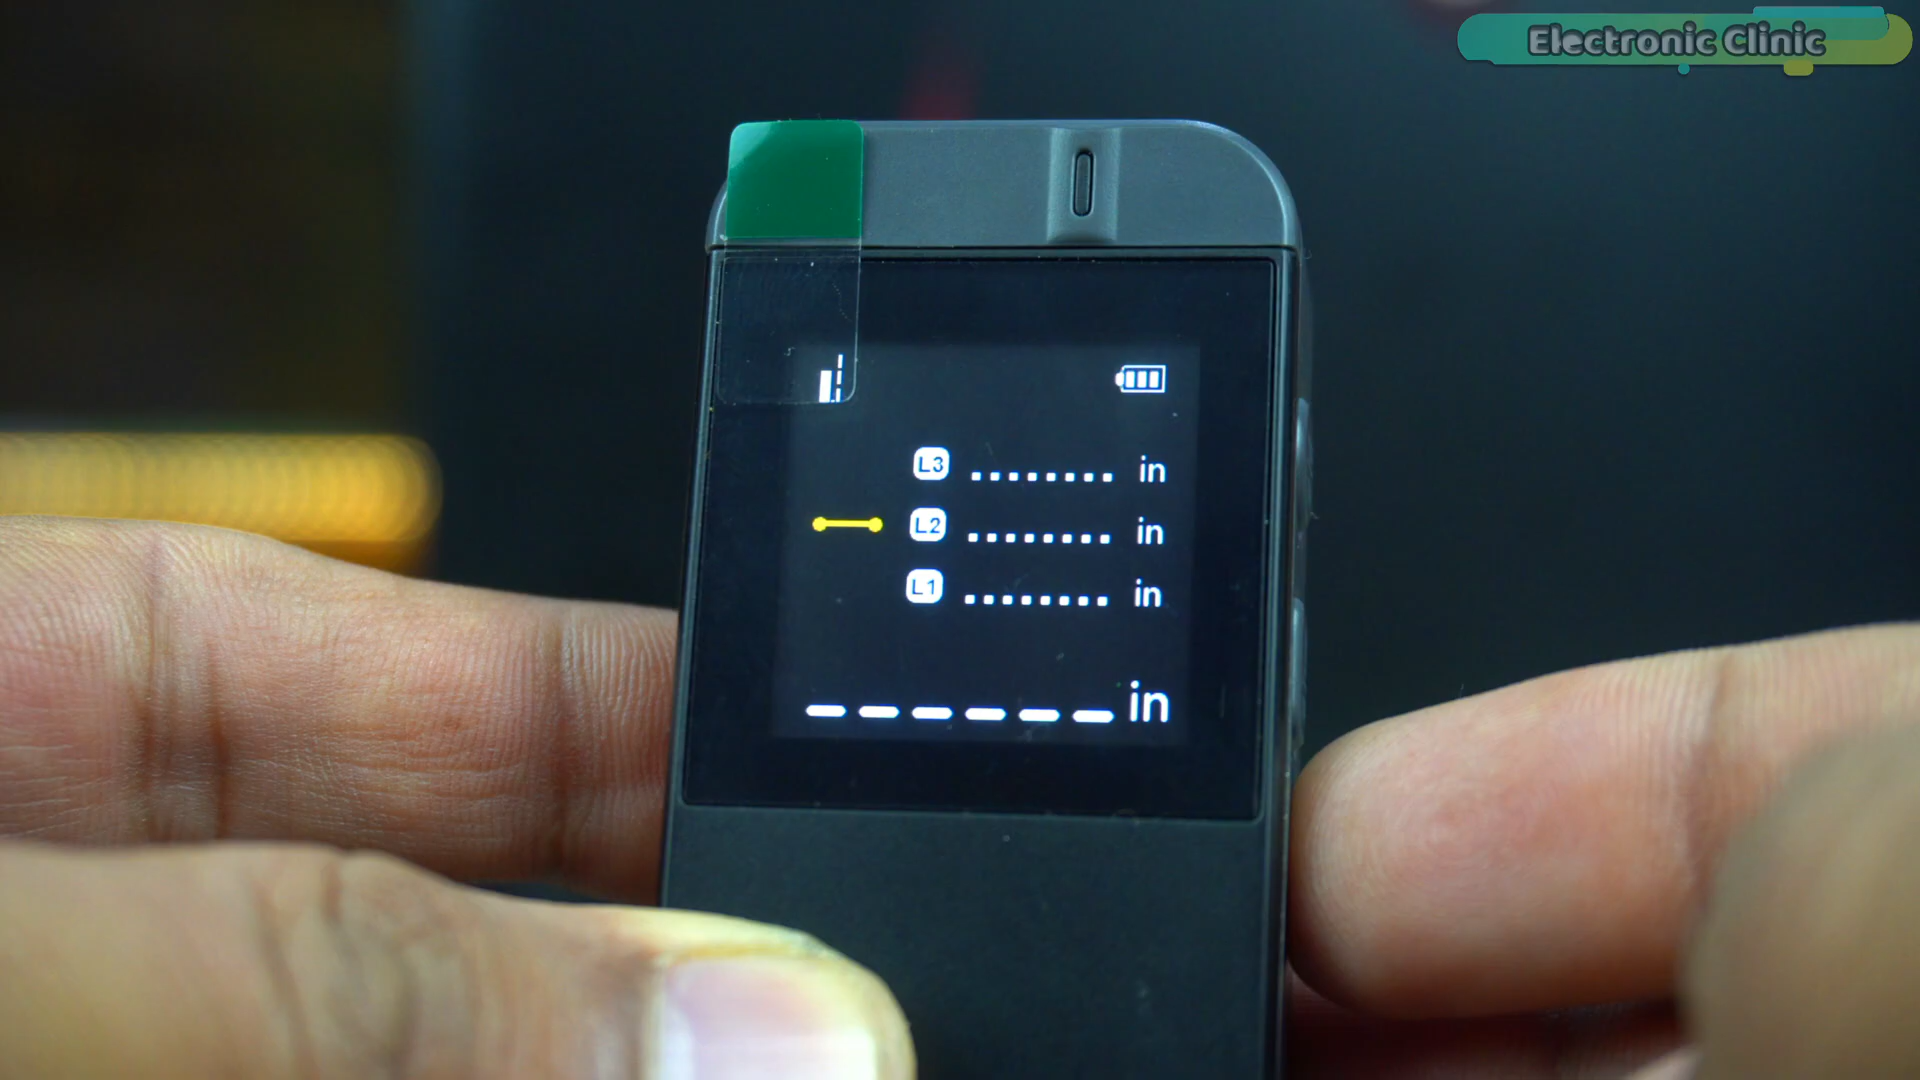 Electronic Clinic
L3 ........ in
L2 ........ in
L1 ........ in
_ _ _ _ _ _ in